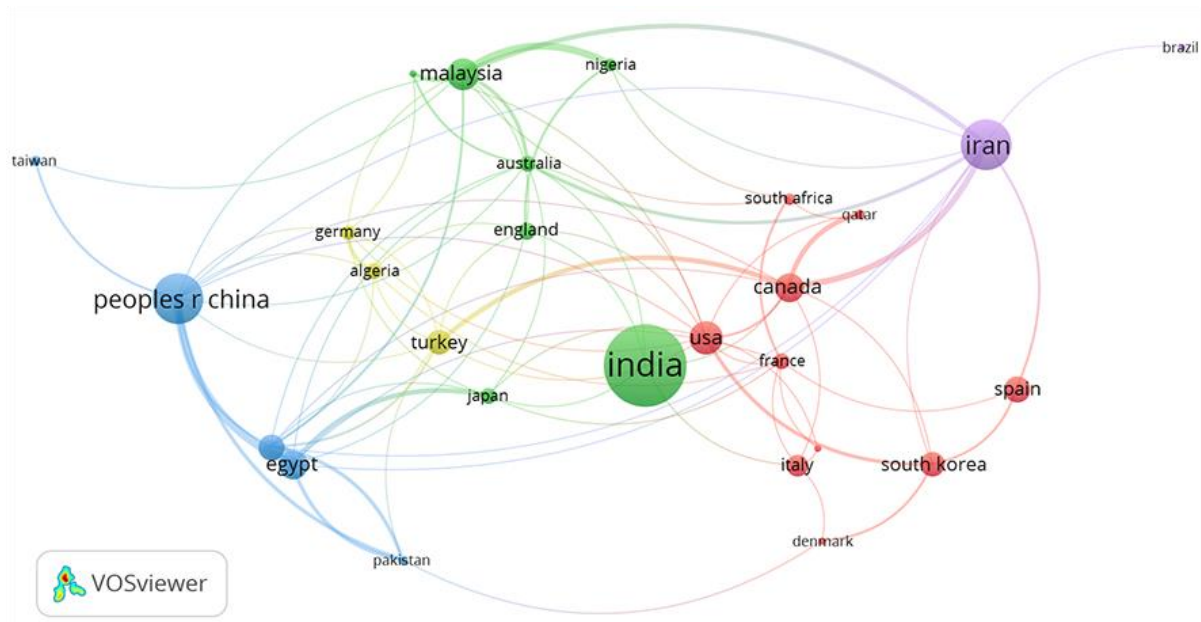 brazil
malaysia
nigeria
iran
taiwan
australia
south africa
qatar
germany
england
algeria
canada
peoples r china
turkey
usa
india
france
japan
spain
egypt
italy
south korea
denmark
pakistan
VOSviewer